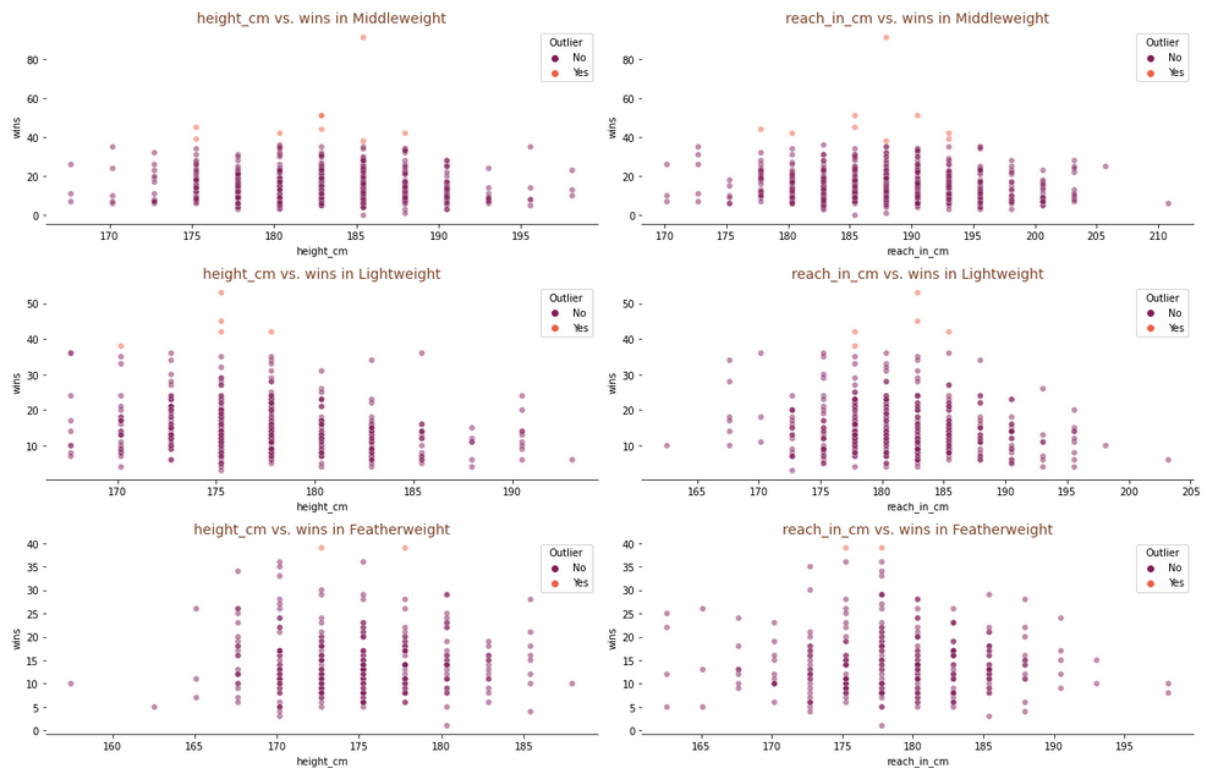 height_cm vs. wins in Middleweight
Outlier
No
Yes
80
60
40
20
0
wins
170 175 180 185 190 195
height_cm
reach_in_cm vs. wins in Middleweight
Outlier
No
Yes
80
60
40
20
0
wins
170 175 180 185 190 195 200 205 210
reach_in_cm
height_cm vs. wins in Lightweight
Outlier
No
Yes
50
40
30
20
10
wins
170 175 180 185 190
height_cm
reach_in_cm vs. wins in Lightweight
Outlier
No
Yes
50
40
30
20
10
wins
165 170 175 180 185 190 195 200 205
reach_in_cm
height_cm vs. wins in Featherweight
Outlier
No
Yes
40
35
30
25
20
15
10
5
0
wins
160 165 170 175 180 185
height_cm
reach_in_cm vs. wins in Featherweight
Outlier
No
Yes
40
35
30
25
20
15
10
5
0
wins
165 170 175 180 185 190 195
reach_in_cm